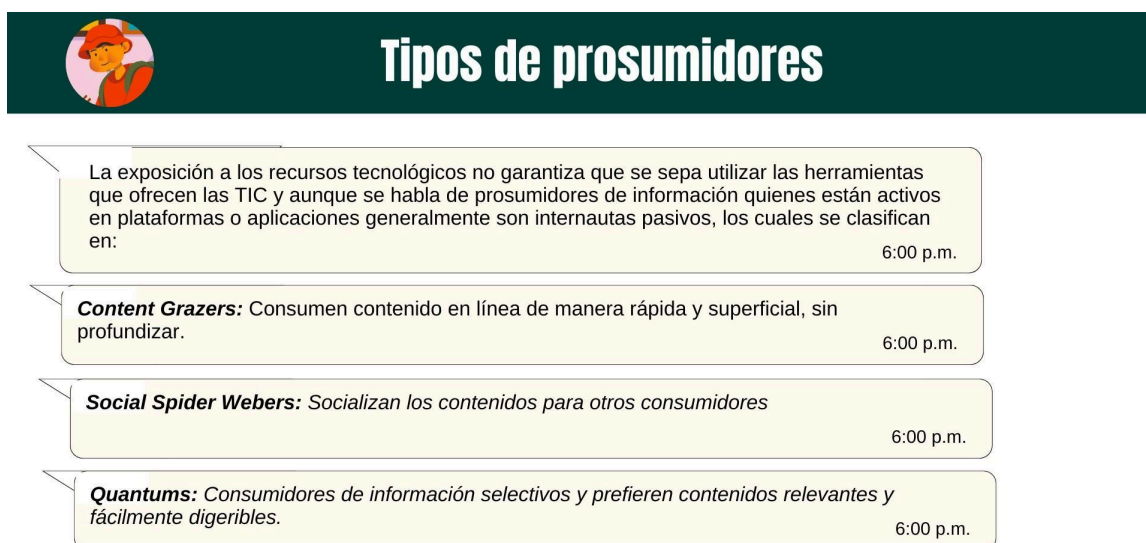 Tipos de prosumidores
La exposición a los recursos tecnológicos no garantiza que se sepa utilizar las herramientas
que ofrecen las TIC y aunque se habla de prosumidores de información quienes están activos
en plataformas o aplicaciones generalmente son internautas pasivos, los cuales se clasifican
en:
6:00 p.m.
Content Grazers: Consumen contenido en línea de manera rápida y superficial, sin
profundizar.
6:00 p.m.
Social Spider Webers: Socializan los contenidos para otros consumidores
6:00 p.m.
Quantums: Consumidores de información selectivos y prefieren contenidos relevantes y
fácilmente digeribles.
6:00 p.m.